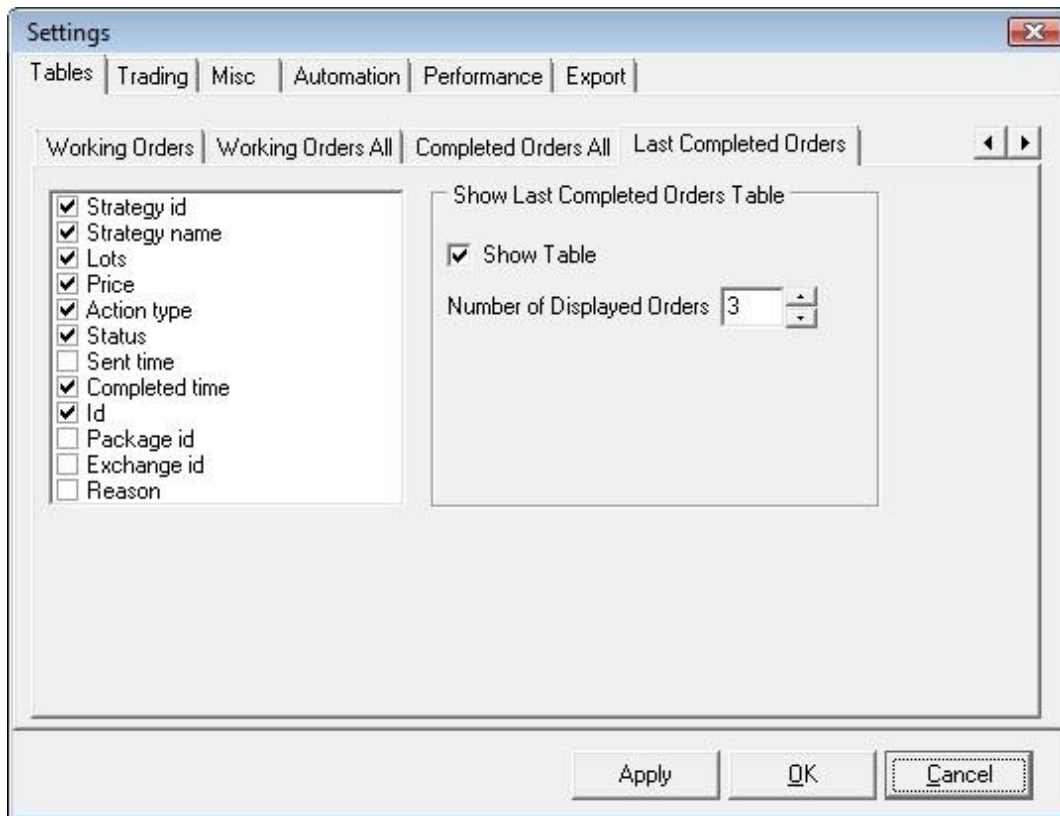 Settings
Tables Trading Misc Automation Performance Export
Working Orders Working Orders All Completed Orders All Last Completed Orders
Strategy id
Strategy name
Lots
Price
Action type
Status
Sent time
Completed time
Id
Package id
Exchange id
Reason
Show Last Completed Orders Table
Show Table
Number of Displayed Orders 3
Apply OK Cancel